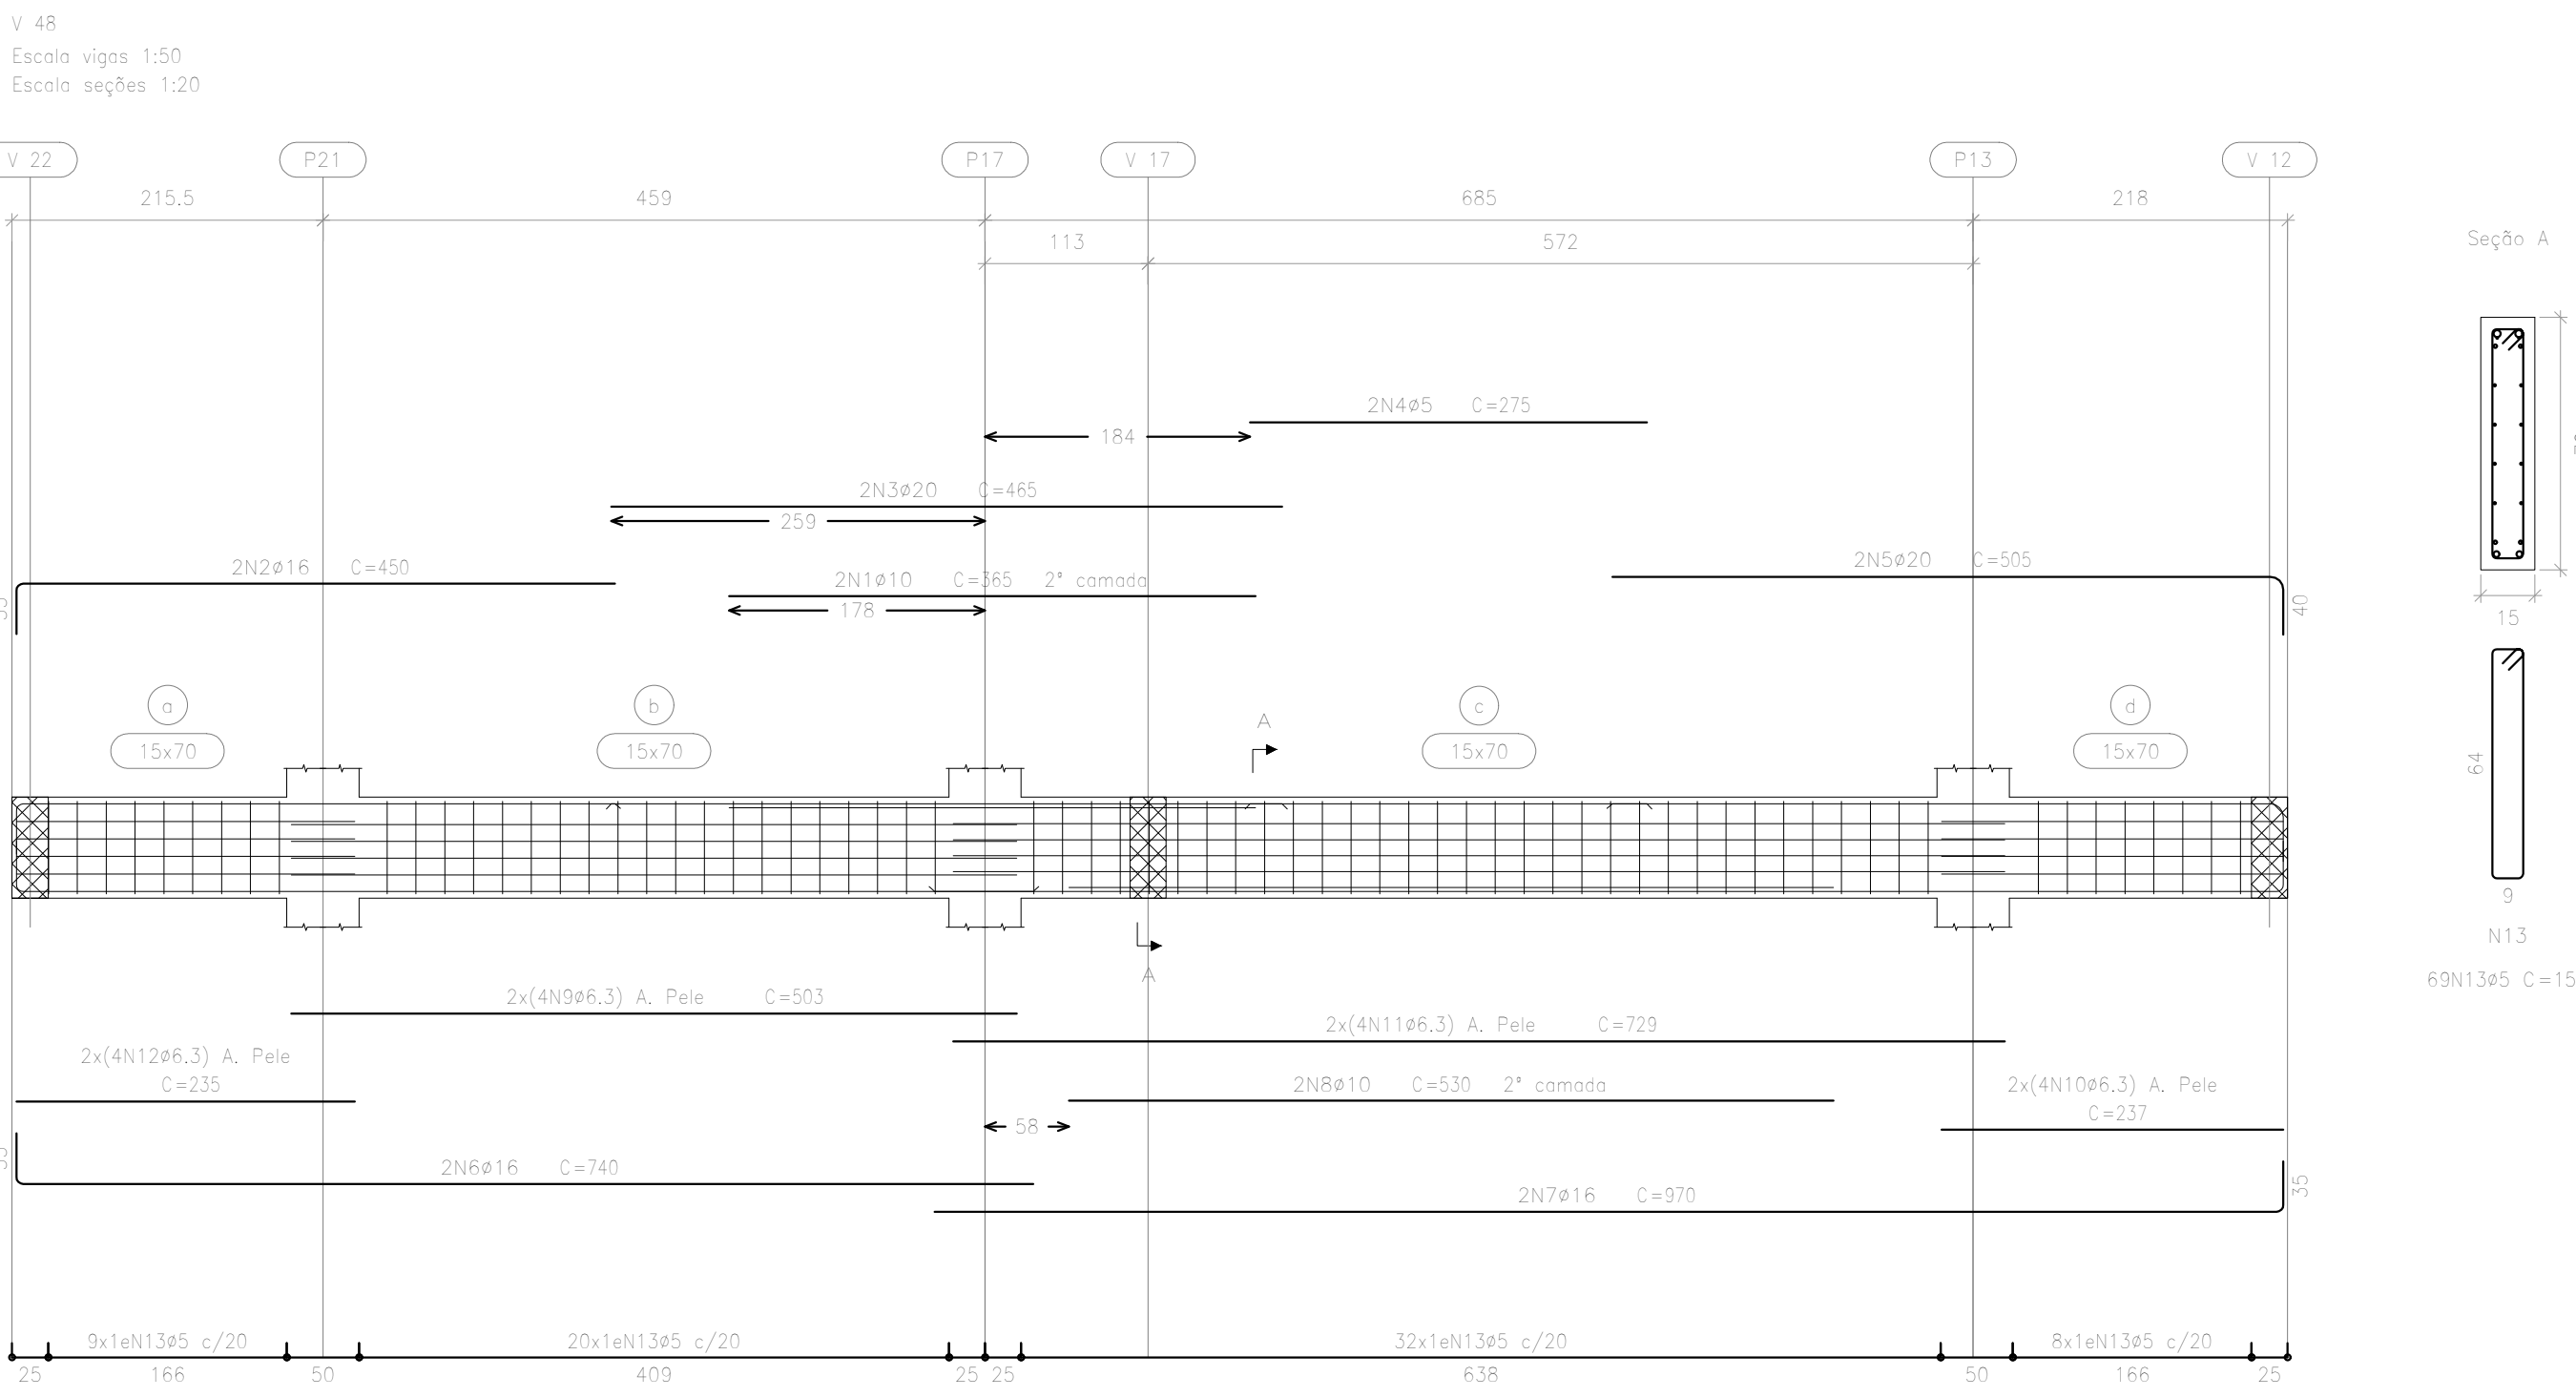 V 48
Escala vigas 1:50
Escala seções 1:20
V 22
P21
P17
V 17
P13
V 12
215.5
459
685
218
113
572
Seção A
2N4ø5 C=275
184
2N3ø20 C=465
259
2N2ø16 C=450
2N1ø10 C=365 2ª camada
178
2N5ø20 C=505
40
15
a
b
c
d
15x70
15x70
15x70
15x70
A
A
64
9
N13
69N13ø5 C=15
2x(4N9ø6.3) A. Pele C=503
2x(4N11ø6.3) A. Pele C=729
2x(4N12ø6.3) A. Pele
C=235
2N8ø10 C=530 2ª camada
58
2x(4N10ø6.3) A. Pele
C=237
2N6ø16 C=740
2N7ø16 C=970
35
9x1eN13ø5 c/20
20x1eN13ø5 c/20
32x1eN13ø5 c/20
8x1eN13ø5 c/20
25
166
50
409
25
25
638
50
166
25